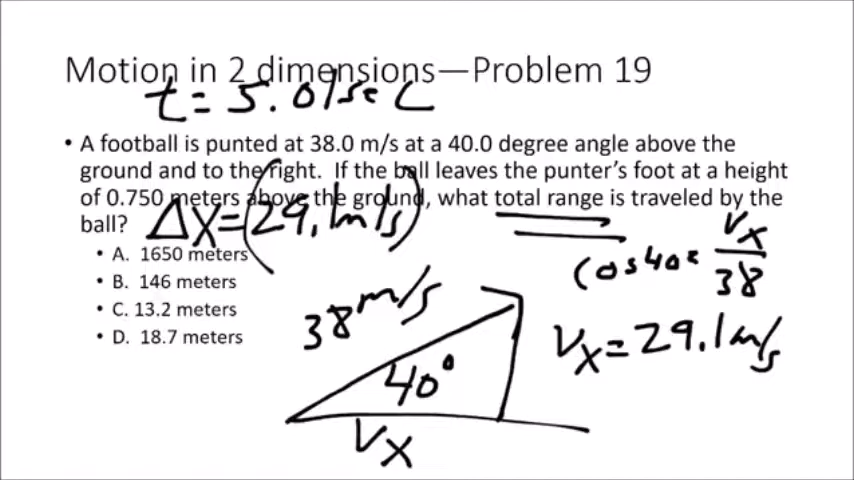 Motion in 2 dimensions—Problem 19
t = 5.01sec
• A football is punted at 38.0 m/s at a 40.0 degree angle above the
ground and to the right.  If the ball leaves the punter's foot at a height
of 0.750 meters above the ground, what total range is traveled by the
ball?
ΔX=(29.1m/s)
• A.  1650 meters
• B.  146 meters
• C. 13.2 meters
• D.  18.7 meters
cos40= Vx/38
Vx=29.1m/s
38 m/s
40°
Vx